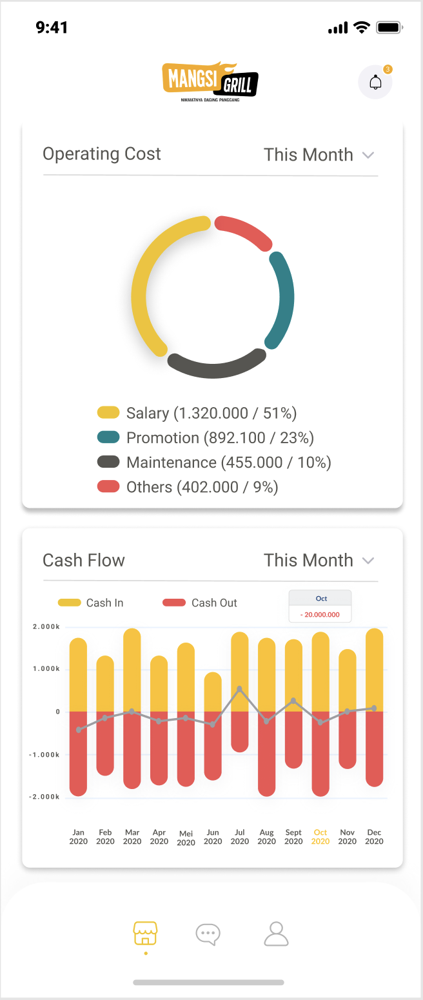 9:41
MANGSI GRILL
NIKMATNYA DAGING PANGGANG
3
Operating Cost
This Month
Salary (1.320.000 / 51%)
Promotion (892.100 / 23%)
Maintenance (455.000 / 10%)
Others (402.000 / 9%)
Cash Flow
This Month
Cash In
Cash Out
Oct
- 20.000.000
2.000k
1.000k
0
-1.000k
-2.000k
Jan 2020
Feb 2020
Mar 2020
Apr 2020
Mei 2020
Jun 2020
Jul 2020
Aug 2020
Sept 2020
Oct 2020
Nov 2020
Dec 2020